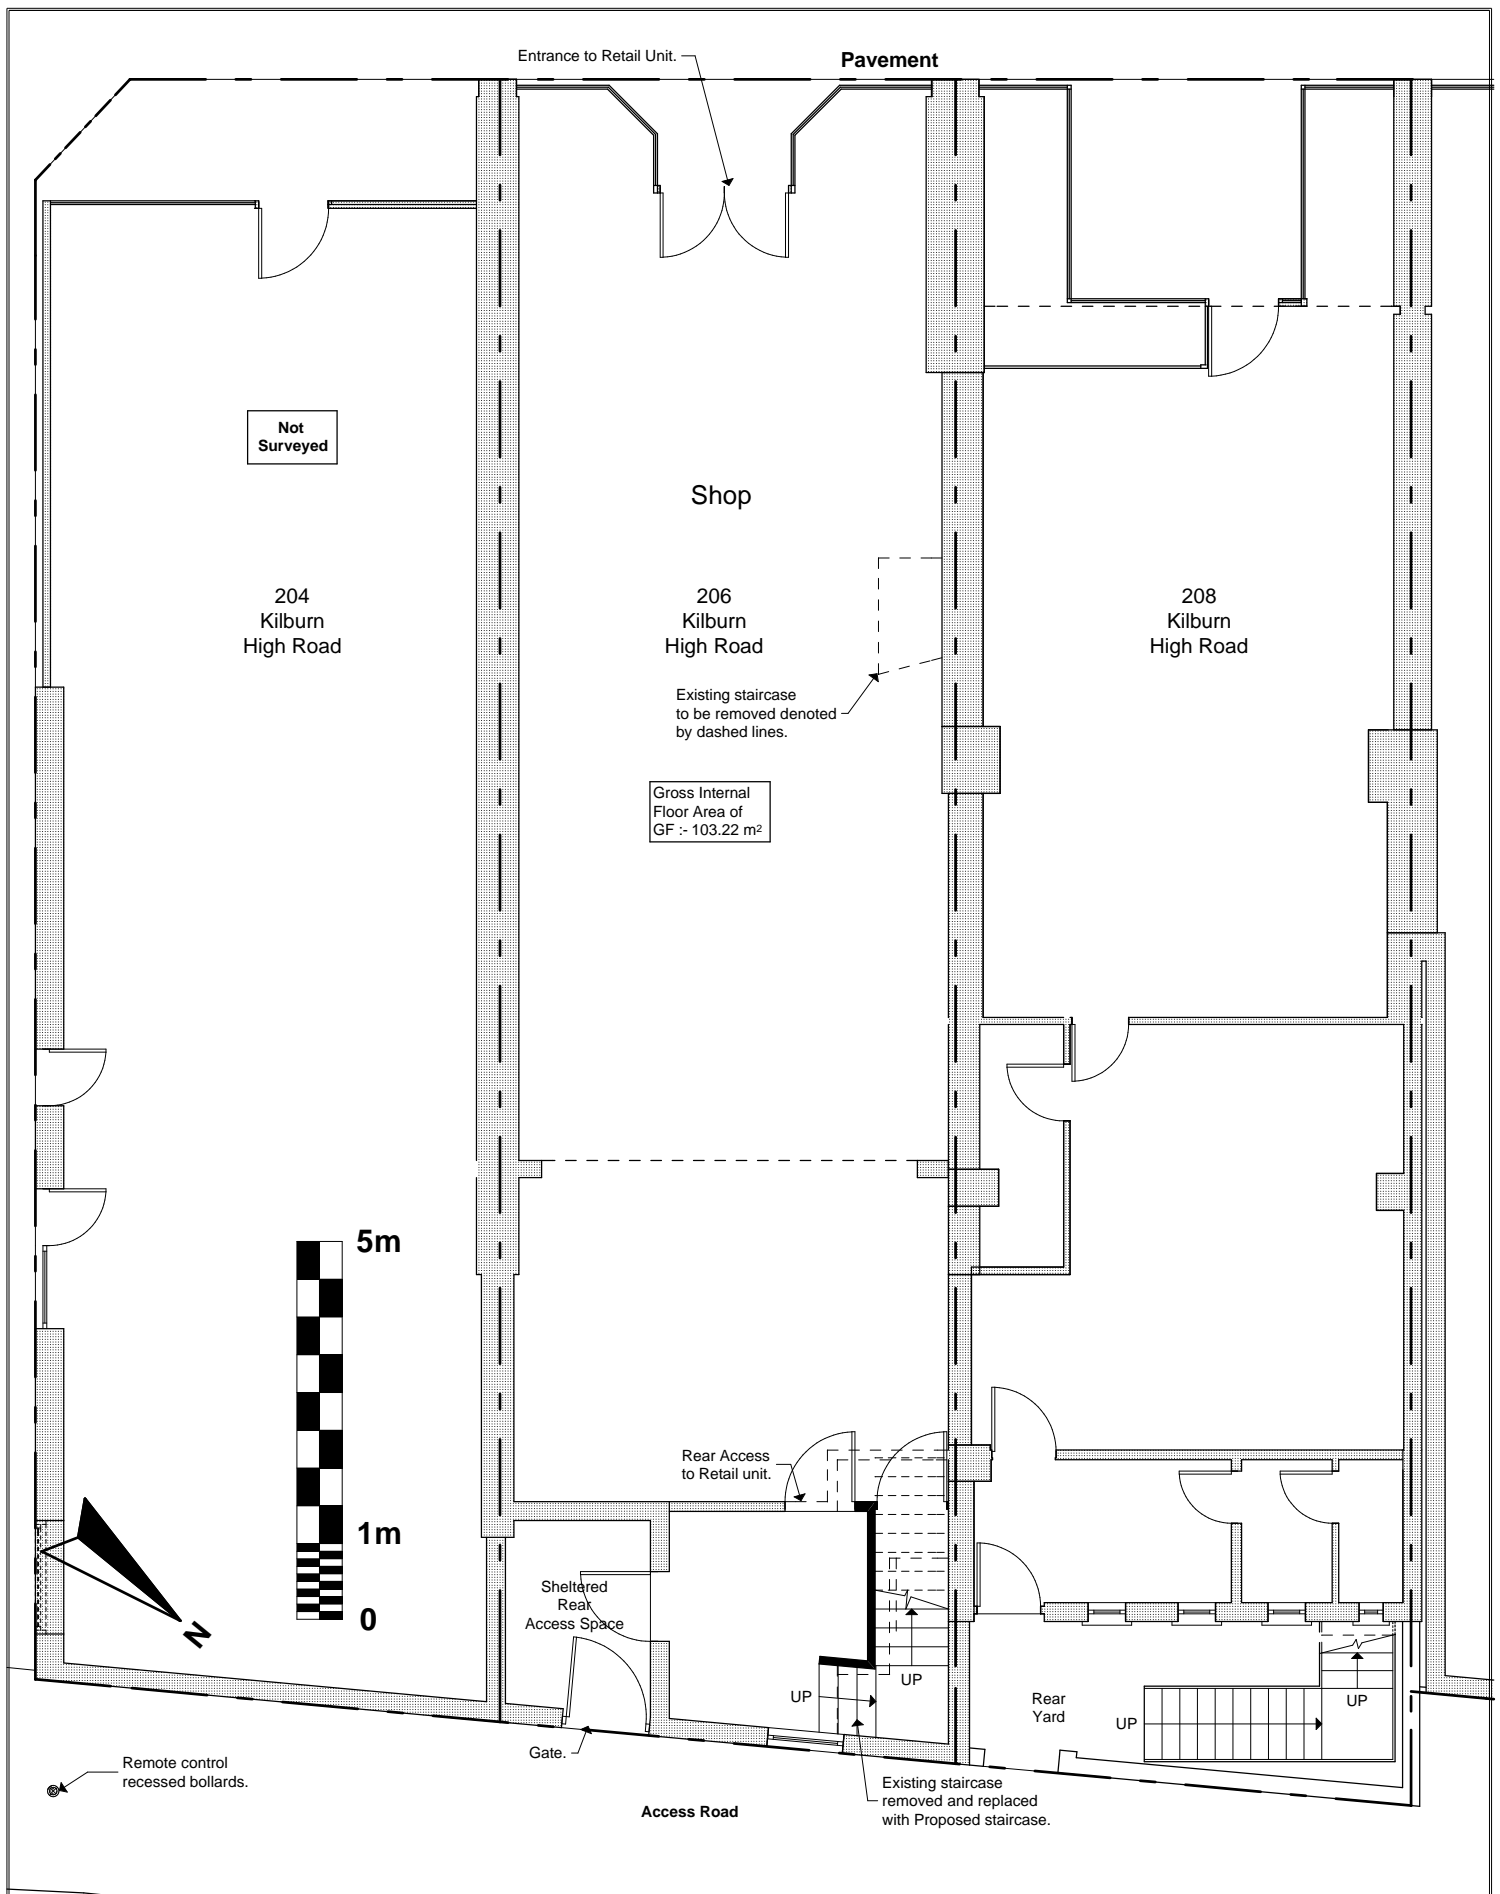 Entrance to Retail Unit.
Pavement
Not
Surveyed
Shop
204
Kilburn
High Road
206
Kilburn
High Road
208
Kilburn
High Road
Existing staircase
to be removed denoted
by dashed lines.
Gross Internal
Floor Area of
GF :- 103.22 m²
5m
1m
0
N
Rear Access
to Retail unit.
Sheltered
Rear
Access Space
UP
UP
Rear
Yard
UP
UP
Gate.
Remote control
recessed bollards.
Access Road
Existing staircase
removed and replaced
with Proposed staircase.